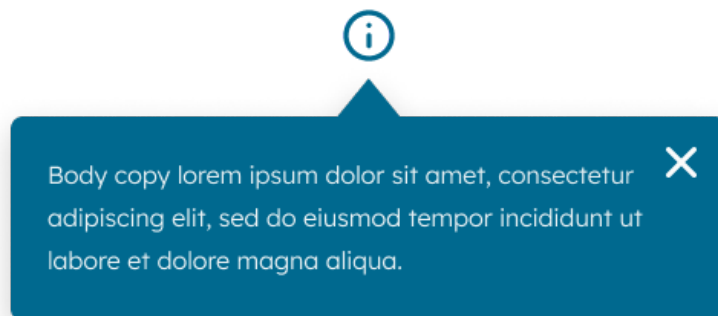 Body copy lorem ipsum dolor sit amet, consectetur
adipiscing elit, sed do eiusmod tempor incididunt ut
labore et dolore magna aliqua.